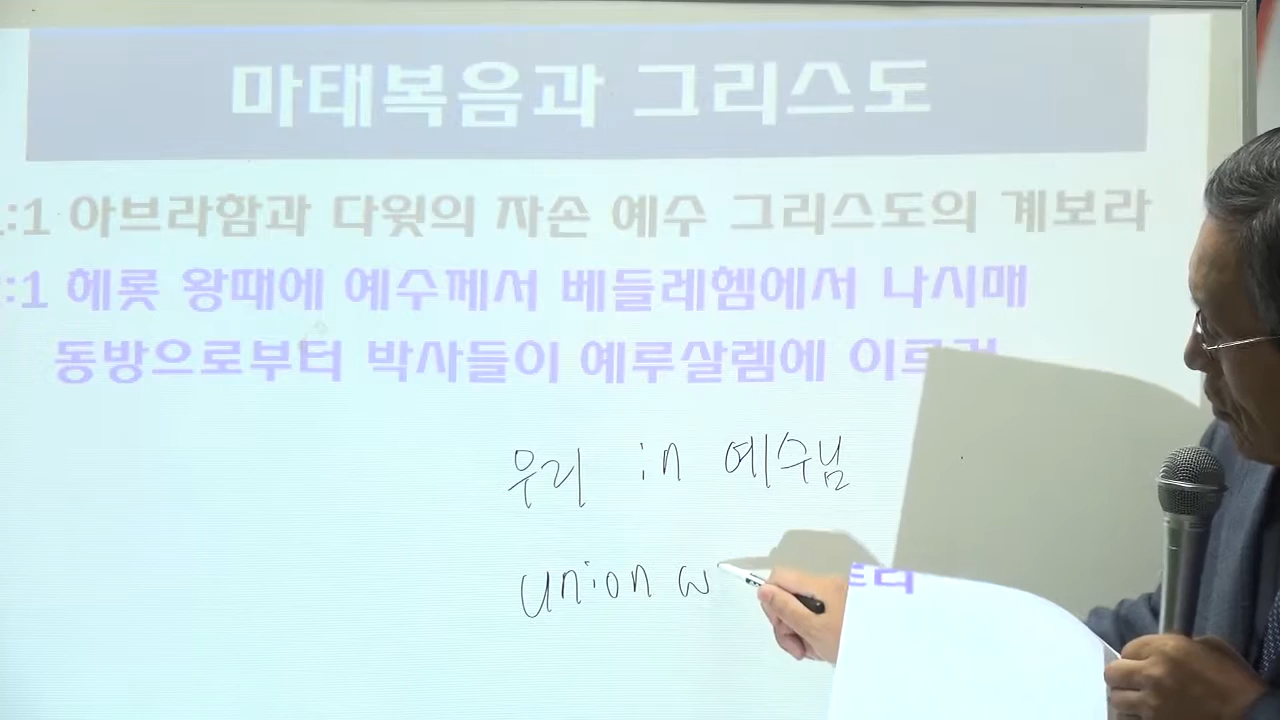 마태복음과 그리스도
:1 아브라함과 다윗의 자손 예수 그리스도의 계보라
:1 헤롯 왕때에 예수께서 베들레헴에서 나시매
동방으로부터 박사들이 예루살렘에
우리 in 예수님
union w